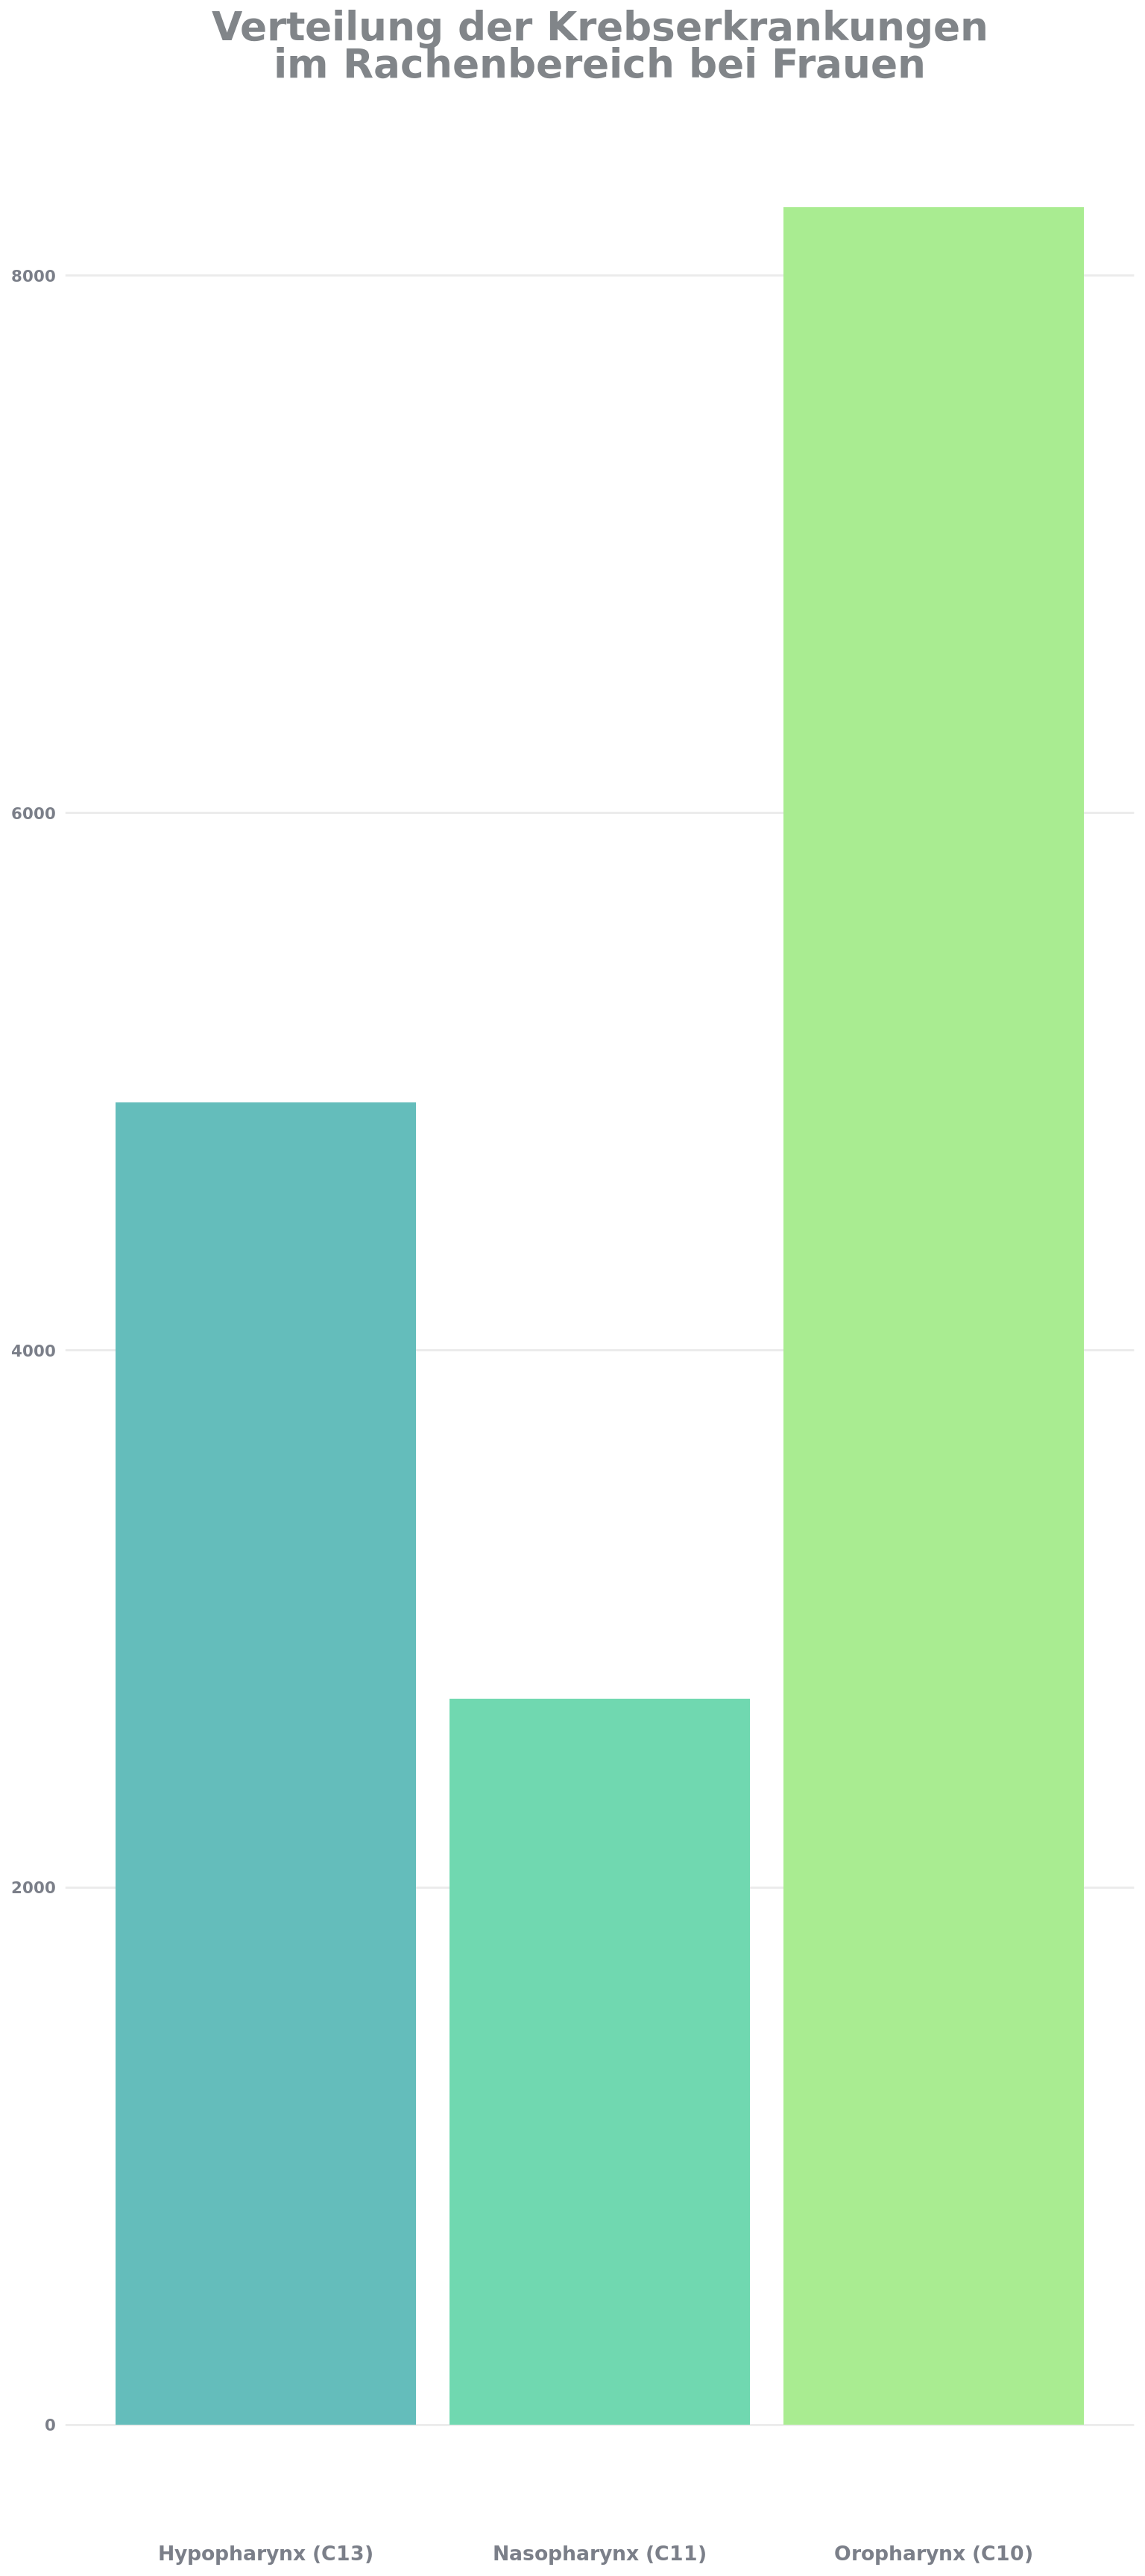 Verteilung der Krebserkrankungen
im Rachenbereich bei Frauen
8000
6000
4000
2000
0
Hypopharynx (C13)
Nasopharynx (C11)
Oropharynx (C10)